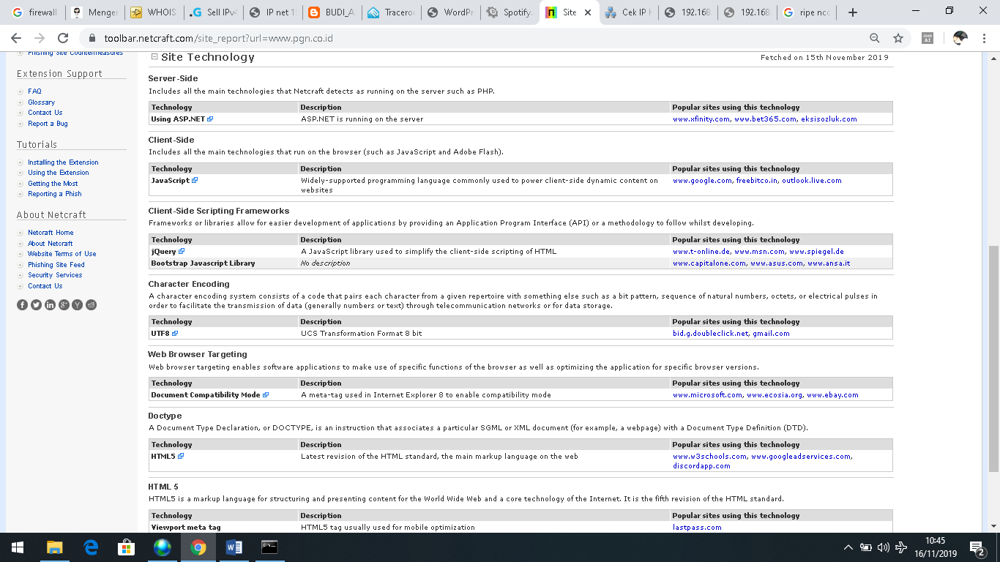 firewall
Menger
WHOIS
Sell IPv4
IP net 1
BUDI_A
Tracerou
WordPr
Spotify.
Site
Cek IP H
192.168
192.168
ripe ncc
toolbar.netcraft.com/site_report?url=www.pgn.co.id
Phishing Site Countermeasures
Extension Support
FAQ
Glossary
Contact Us
Report a Bug
Tutorials
Installing the Extension
Using the Extension
Getting the Most
Reporting a Phish
About Netcraft
Netcraft Home
About Netcraft
Website Terms of Use
Phishing Site Feed
Security Services
Contact Us
Site Technology
Fetched on 15th November 2019
Server-Side
Includes all the main technologies that Netcraft detects as running on the server such as PHP.
Technology Description Popular sites using this technology
Using ASP.NET ASP.NET is running on the server www.xfinity.com, www.bet365.com, eksisozluk.com
Client-Side
Includes all the main technologies that run on the browser (such as JavaScript and Adobe Flash).
Technology Description Popular sites using this technology
JavaScript Widely-supported programming language commonly used to power client-side dynamic content on www.google.com, freebitco.in, outlook.live.com
websites
Client-Side Scripting Frameworks
Frameworks or libraries allow for easier development of applications by providing an Application Program Interface (API) or a methodology to follow whilst developing.
Technology Description Popular sites using this technology
jQuery A JavaScript library used to simplify the client-side scripting of HTML www.t-online.de, www.msn.com, www.spiegel.de
Bootstrap Javascript Library No description www.capitalone.com, www.asus.com, www.ansa.it
Character Encoding
A character encoding system consists of a code that pairs each character from a given repertoire with something else such as a bit pattern, sequence of natural numbers, octets, or electrical pulses in
order to facilitate the transmission of data (generally numbers or text) through telecommunication networks or for data storage.
Technology Description Popular sites using this technology
UTF8 UCS Transformation Format 8 bit bid.g.doubleclick.net, gmail.com
Web Browser Targeting
Web browser targeting enables software applications to make use of specific functions of the browser as well as optimizing the application for specific browser versions.
Technology Description Popular sites using this technology
Document Compatibility Mode A meta-tag used in Internet Explorer 8 to enable compatibility mode www.microsoft.com, www.ecosia.org, www.ebay.com
Doctype
A Document Type Declaration, or DOCTYPE, is an instruction that associates a particular SGML or XML document (for example, a webpage) with a Document Type Definition (DTD).
Technology Description Popular sites using this technology
HTML5 Latest revision of the HTML standard, the main markup language on the web www.w3schools.com, www.googleadservices.com,
discordapp.com
HTML 5
HTML5 is a markup language for structuring and presenting content for the World Wide Web and a core technology of the Internet. It is the fifth revision of the HTML standard.
Technology Description Popular sites using this technology
Viewport meta tag HTML5 tag usually used for mobile optimization lastpass.com
10:45
16/11/2019
2